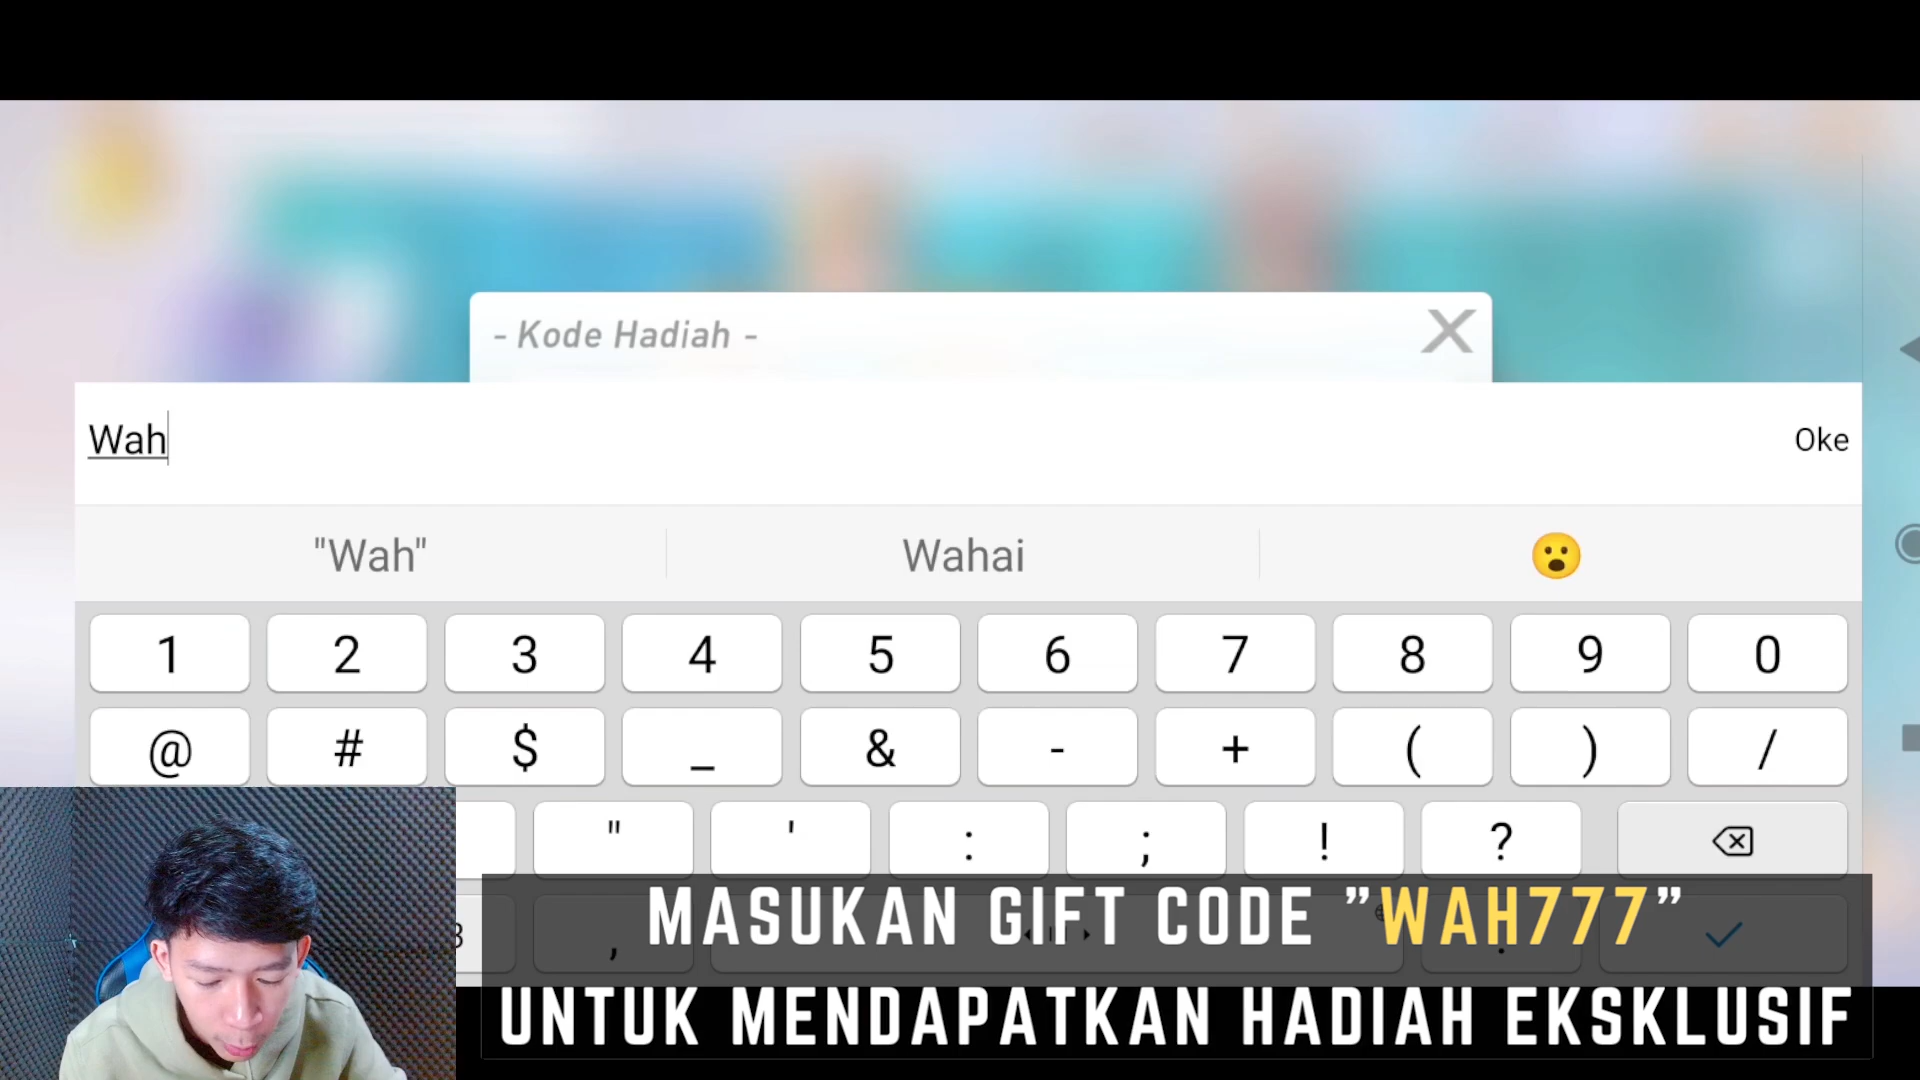 - Kode Hadiah -
Wah
Oke
"Wah"
Wahai
1 2 3 4 5 6 7 8 9 0
@ # $ _ & - + ( ) /
" ' : ; ! ?
,
MASUKAN GIFT CODE "WAH777"
UNTUK MENDAPATKAN HADIAH EKSKLUSIF